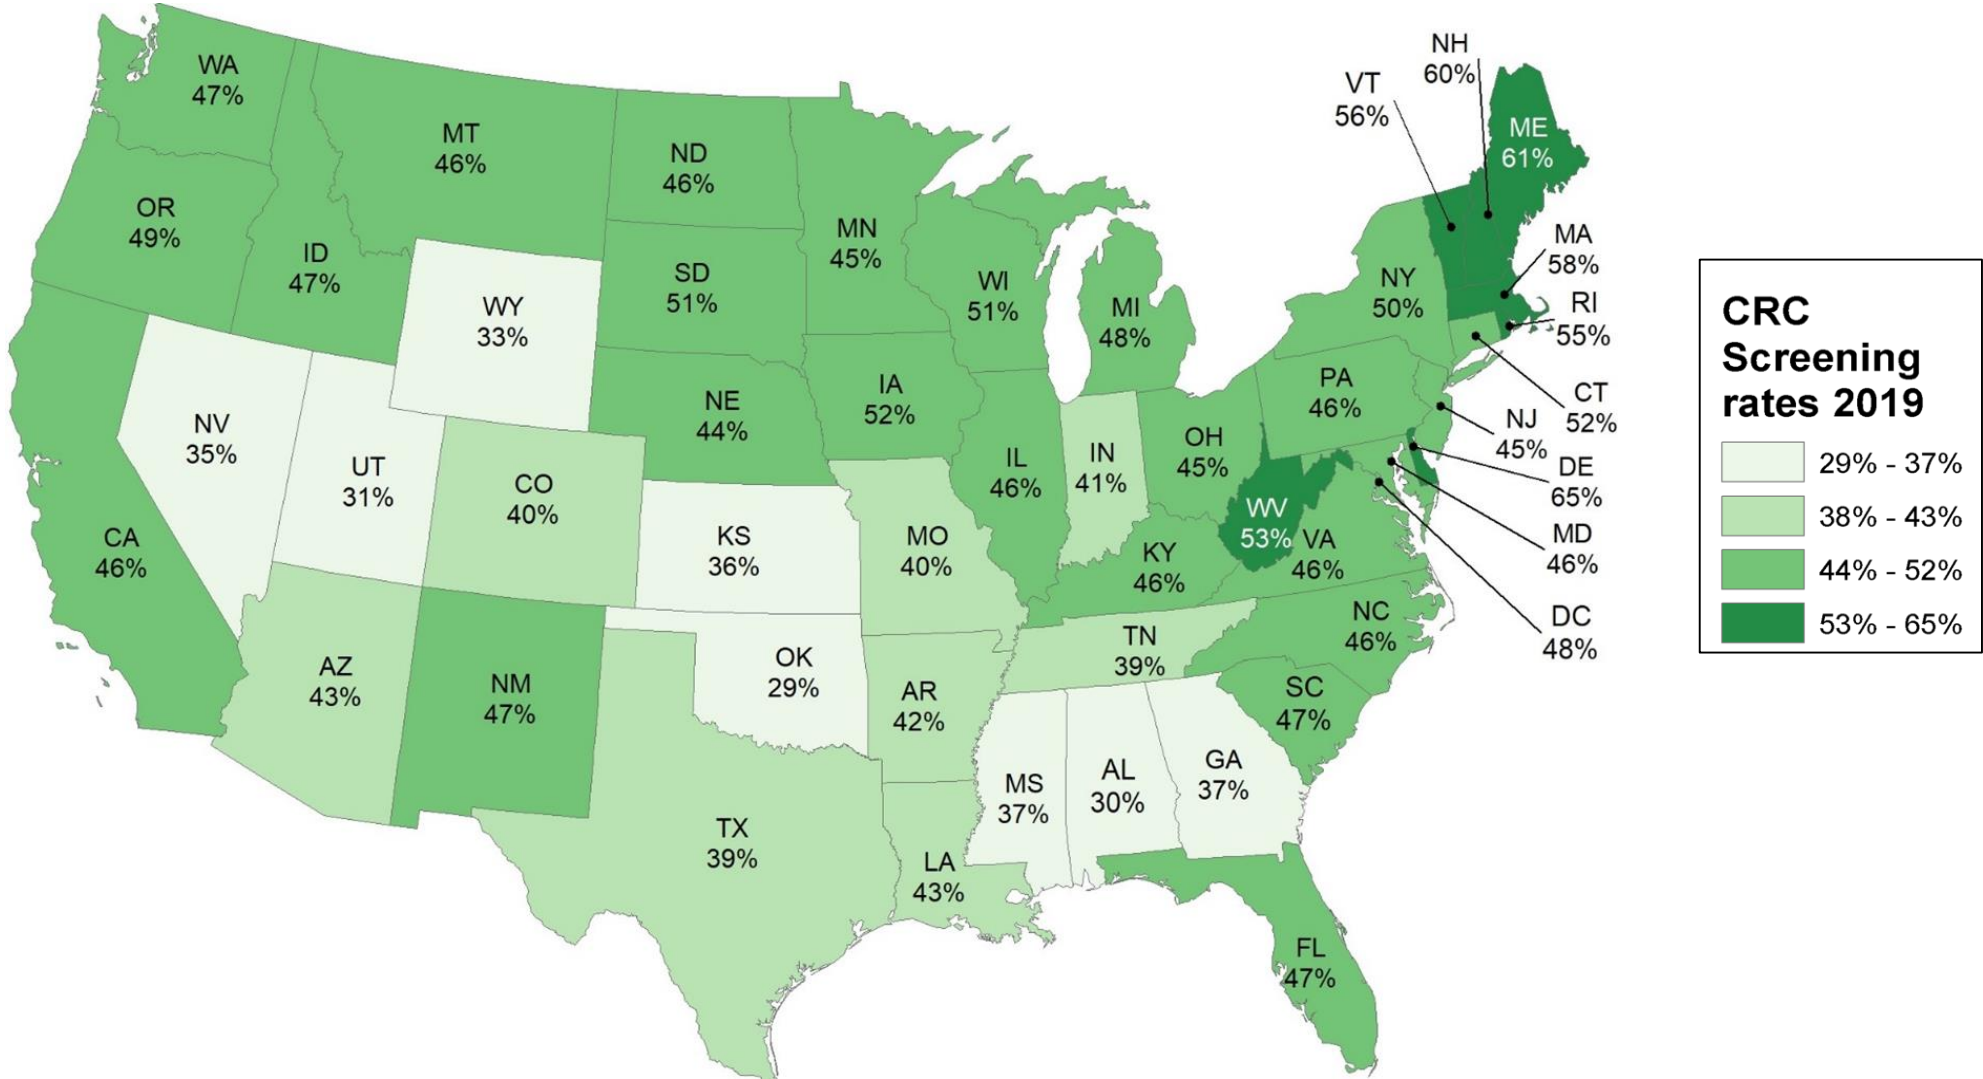 NH
60%
VT
56%
WA
47%
ME
61%
MT
46%
ND
46%
OR
49%
MN
45%
ID
47%
MA
58%
SD
51%
WI
51%
NY
50%
WY
33%
MI
48%
RI
55%
IA
52%
PA
46%
CT
52%
NE
44%
NV
35%
NJ
45%
OH
45%
IN
41%
IL
46%
UT
31%
DE
65%
CO
40%
WV
53%
CA
46%
KS
36%
MO
40%
VA
46%
KY
46%
MD
46%
NC
46%
DC
48%
TN
39%
AZ
43%
OK
29%
NM
47%
AR
42%
SC
47%
GA
37%
AL
30%
MS
37%
TX
39%
LA
43%
FL
47%
CRC
Screening
rates 2019
29% - 37%
38% - 43%
44% - 52%
53% - 65%